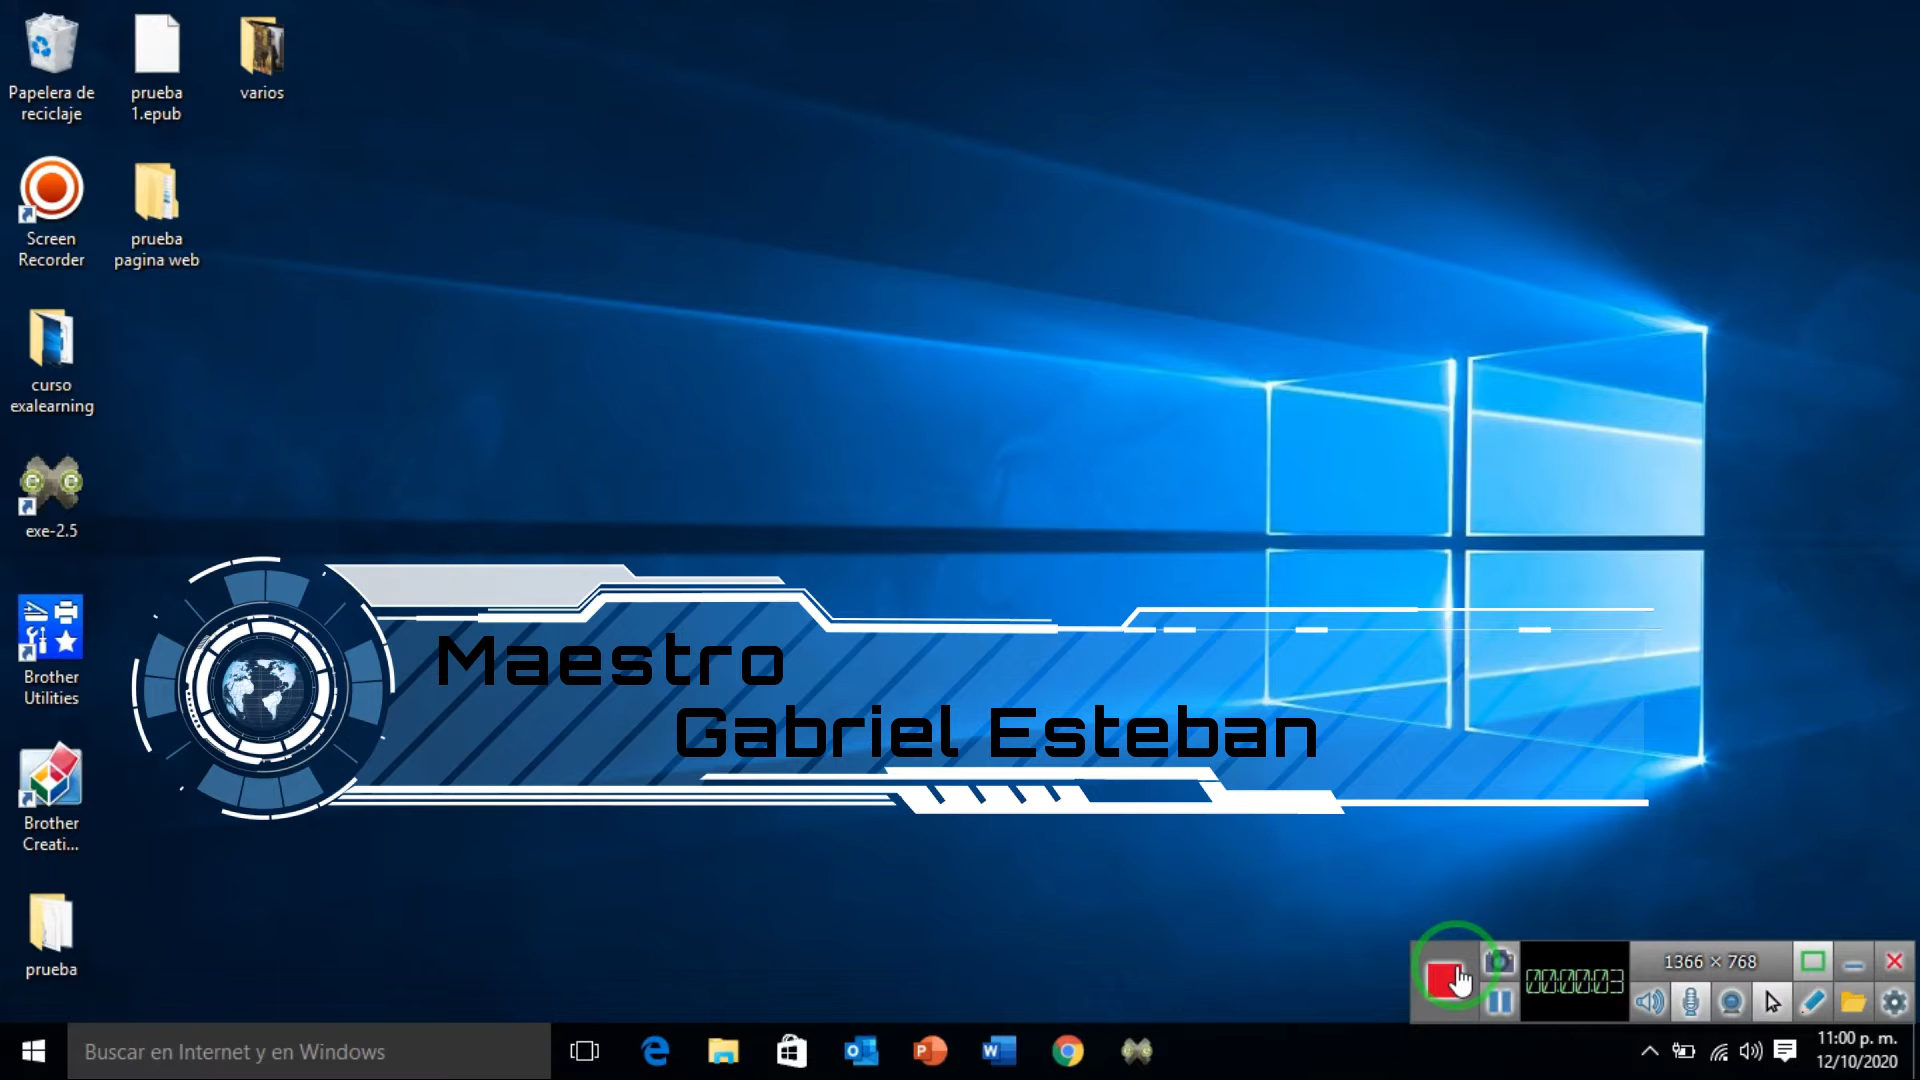 Papelera de
reciclaje
prueba
1.epub
varios
Screen
Recorder
prueba
pagina web
curso
exalearning
exe-2.5
Brother
Utilities
Brother
Creati...
prueba
Maestro
Gabriel Esteban
00:00:03
1366 × 768
Buscar en Internet y en Windows
11:00 p. m.
12/10/2020